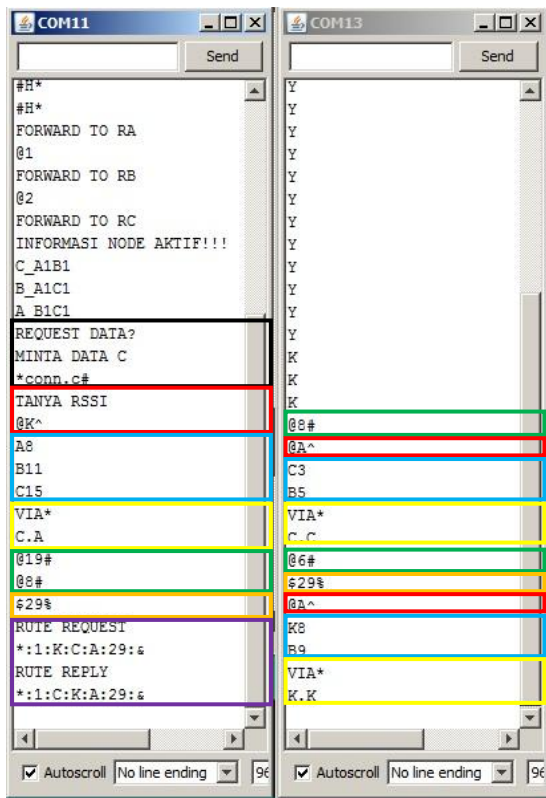 COM11
Send
#H*
#H*
FORWARD TO RA
@1
FORWARD TO RB
@2
FORWARD TO RC
INFORMASI NODE AKTIF!!!
C_A1B1
B_A1C1
A B1C1
REQUEST DATA?
MINTA DATA C
*conn.c#
TANYA RSSI
@K^
A8
B11
C15
VIA*
C.A
@19#
@8#
$29%
RUTE REQUEST
*:1:K:C:A:29:&
RUTE REPLY
*:1:C:K:A:29:&
Autoscroll No line ending 96
COM13
Send
Y
Y
Y
Y
Y
Y
Y
Y
Y
Y
Y
Y
K
K
K
@8#
@A^
C3
B5
VIA*
C.C
@6#
$29%
@A^
K8
B9
VIA*
K.K
Autoscroll No line ending 96